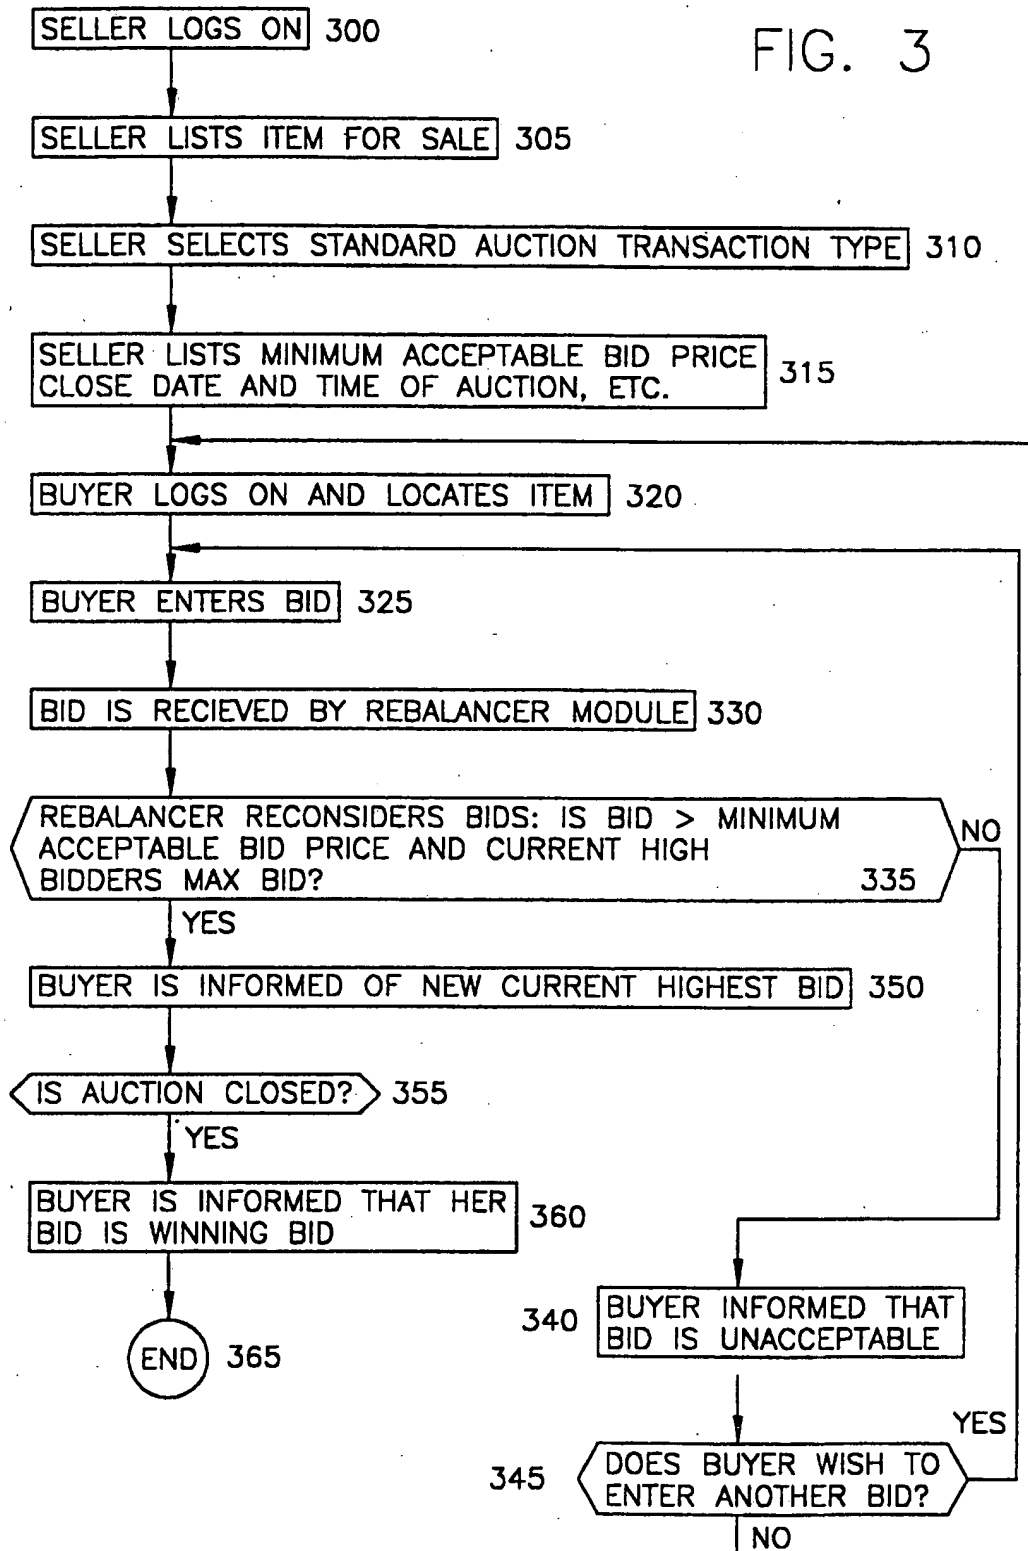 FIG. 3
SELLER LOGS ON 300
SELLER LISTS ITEM FOR SALE 305
SELLER SELECTS STANDARD AUCTION TRANSACTION TYPE 310
SELLER LISTS MINIMUM ACCEPTABLE BID PRICE
CLOSE DATE AND TIME OF AUCTION, ETC. 315
BUYER LOGS ON AND LOCATES ITEM 320
BUYER ENTERS BID 325
BID IS RECIEVED BY REBALANCER MODULE 330
REBALANCER RECONSIDERS BIDS: IS BID > MINIMUM
ACCEPTABLE BID PRICE AND CURRENT HIGH
BIDDERS MAX BID? 335
NO
YES
BUYER IS INFORMED OF NEW CURRENT HIGHEST BID 350
IS AUCTION CLOSED? 355
YES
BUYER IS INFORMED THAT HER
BID IS WINNING BID 360
END 365
340 BUYER INFORMED THAT
BID IS UNACCEPTABLE
YES
345 DOES BUYER WISH TO
ENTER ANOTHER BID?
NO